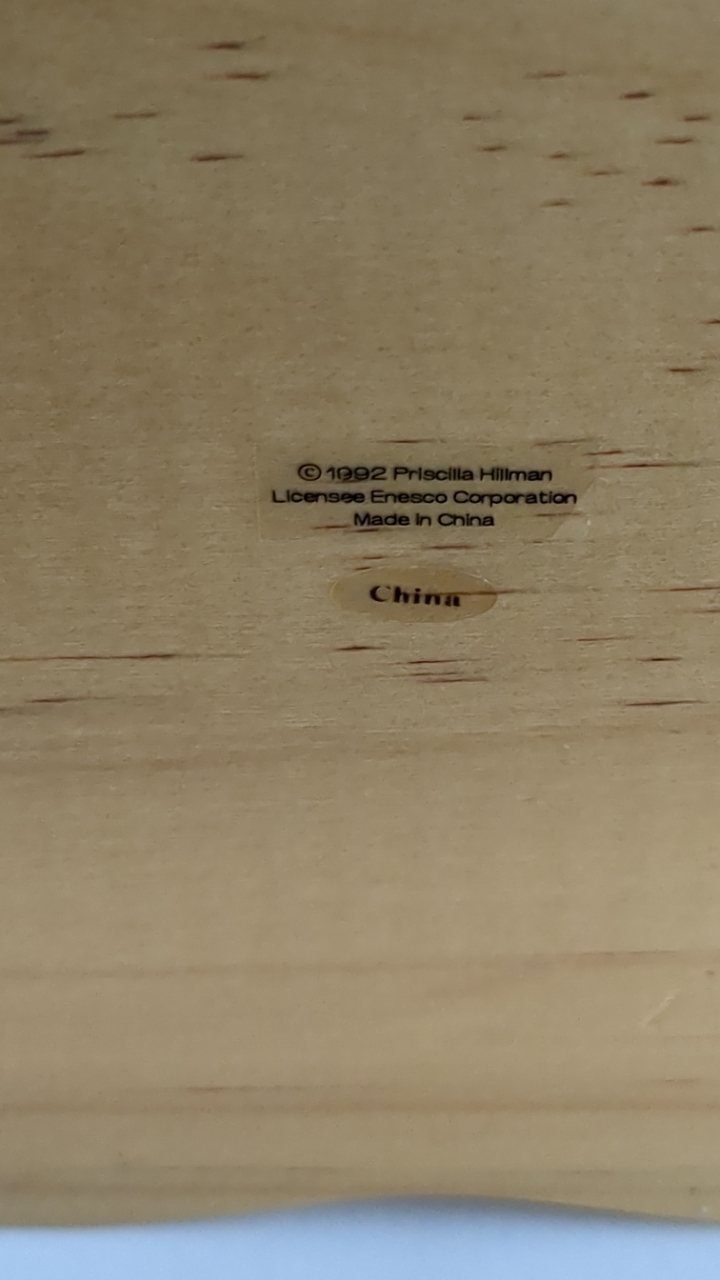 © 1992 Priscilla Hillman
Licensee Enesco Corporation
Made in China
China